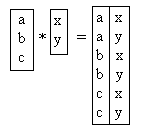 a x a x
b * y = a y
c b x
b y
c x
c y